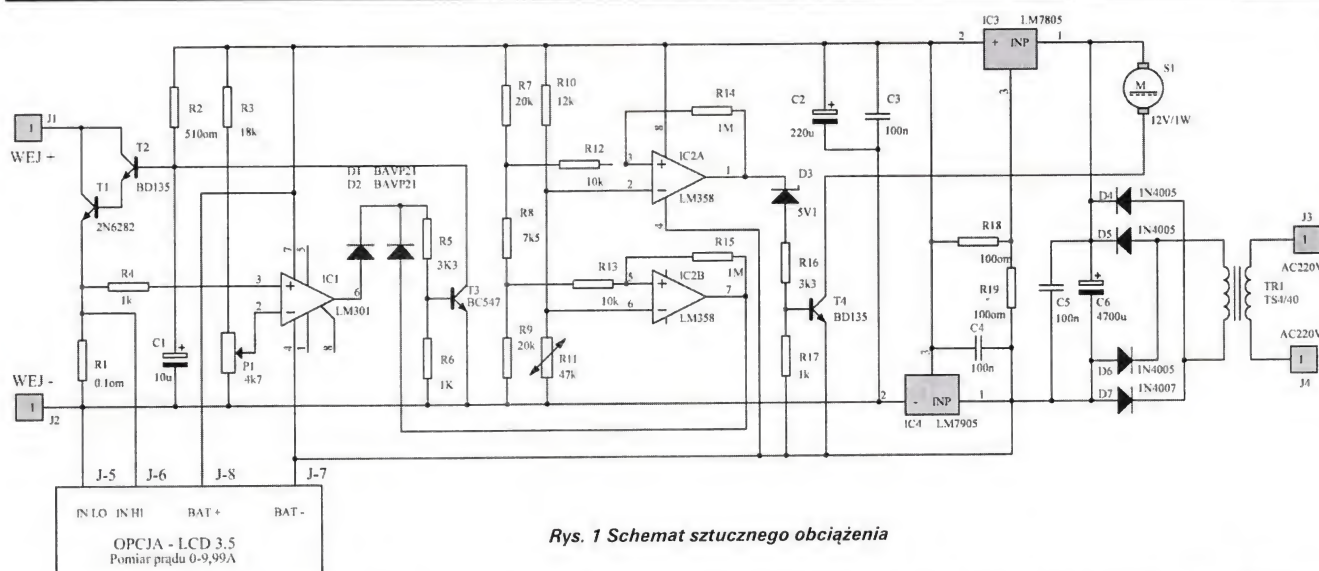 IC3 LM7805
2 + INP 1
3
S1
M
12V/1W
J1
1
WEJ +
R2
510om
R3
18k
T2
BD135
T1
2N6282
D1 BAVP21
D2 BAVP21
R7
20k
R10
12k
R14
1M
R12
10k
3
2
8
1
4
IC2A
LM358
C2
220u
C3
100n
D3
5V1
R8
7k5
R4
1k
3
2
7
5
6
4
1
8
IC1
LM301
R5
3K3
T3
BC547
R13
10k
R15
1M
5
6
7
IC2B
LM358
R16
3k3
T4
BD135
R18
100om
R19
100om
D4 1N4005
D5 1N4005
C5
100n
C6
4700u
J3
1
AC220V
TR1
TS4/40
AC220V
1
J4
R1
0.1om
C1
10u
P1
4k7
R6
1K
R9
20k
R11
47k
R17
1k
C4
100n
3
D6 1N4005
D7 1N4007
WEJ -
1
J2
2 - INP 1
IC4 LM7905
J-5 J-6 J-8 J-7
IN LO IN HI BAT + BAT -
OPCJA - LCD 3.5
Pomiar prądu 0-9,99A
Rys. 1 Schemat sztucznego obciążenia